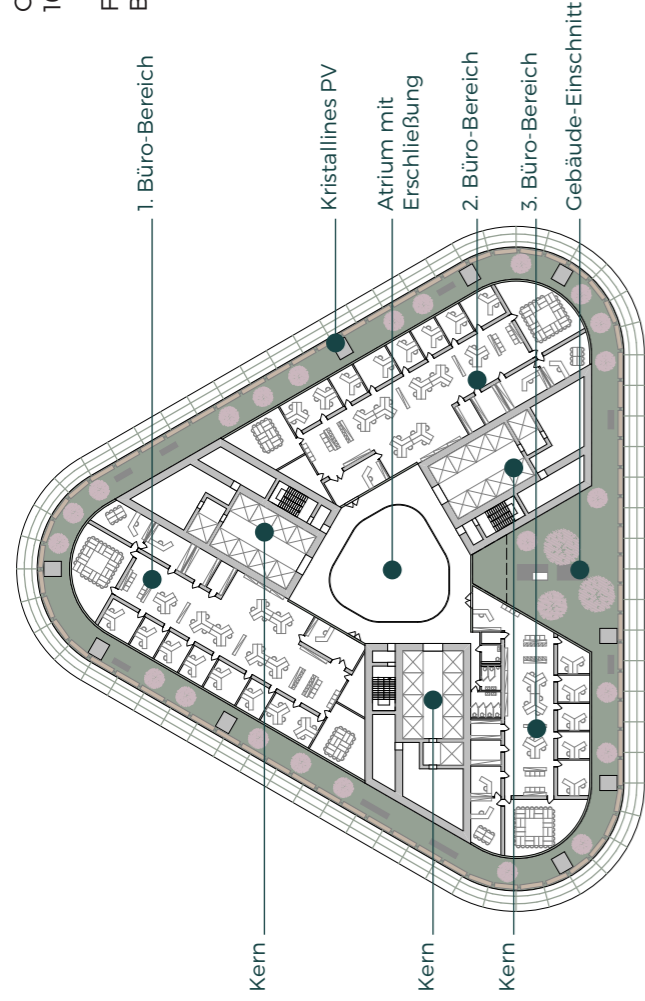 1. Büro-Bereich
Kristallines PV
Atrium mit
Erschließung
2. Büro-Bereich
3. Büro-Bereich
Gebäude-Einschnitt
Kern
Kern
Kern